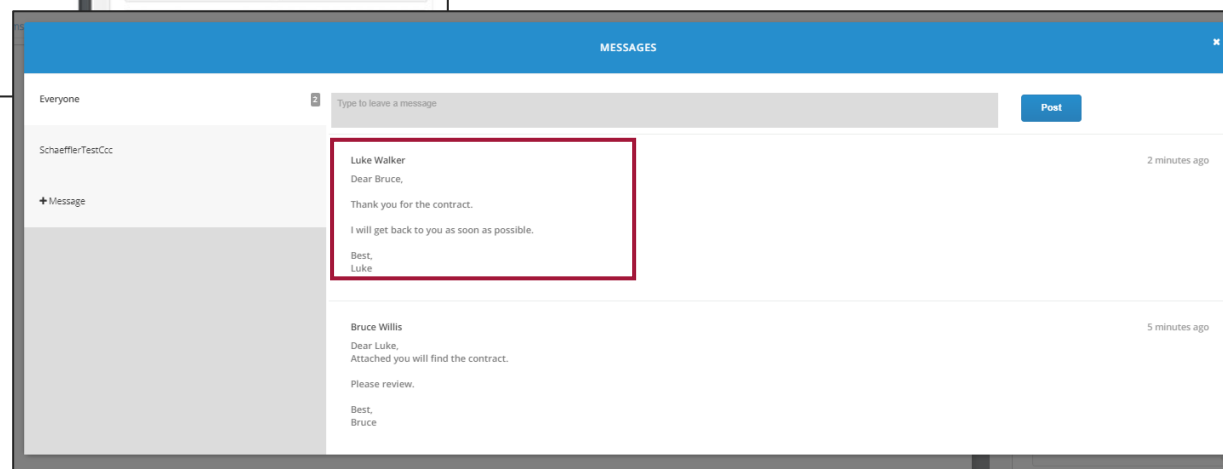 ns
MESSAGES
Everyone
2
Type to leave a message
Post
SchaefflerTestCcc
+ Message
Luke Walker
2 minutes ago
Dear Bruce,
Thank you for the contract.
I will get back to you as soon as possible.
Best,
Luke
Bruce Willis
5 minutes ago
Dear Luke,
Attached you will find the contract.
Please review.
Best,
Bruce